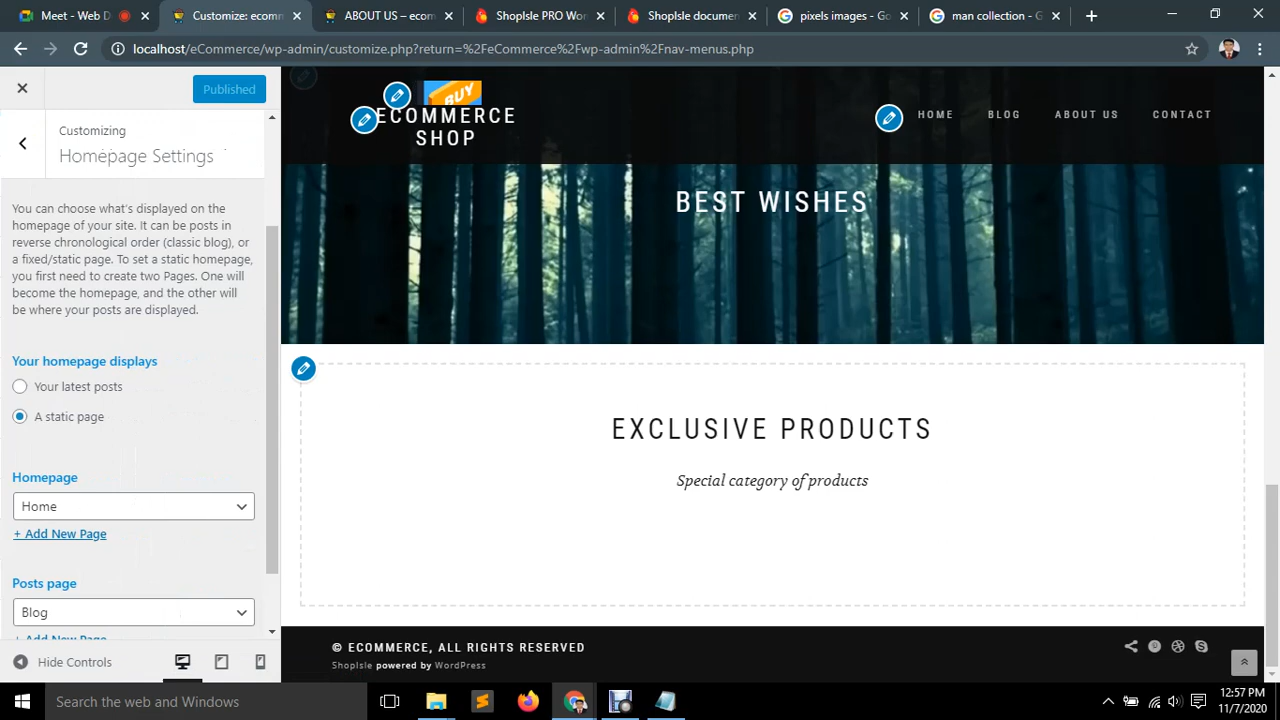 Meet - Web D
Customize: ecomm
ABOUT US – ecom
ShopIsle PRO Wor
ShopIsle documen
pixels images - Go
man collection - G
localhost/eCommerce/wp-admin/customize.php?return=%2FeCommerce%2Fwp-admin%2Fnav-menus.php
Published
Customizing
Homepage Settings
You can choose what's displayed on the
homepage of your site. It can be posts in
reverse chronological order (classic blog), or
a fixed/static page. To set a static homepage,
you first need to create two Pages. One will
become the homepage, and the other will
be where your posts are displayed.
Your homepage displays
Your latest posts
A static page
Homepage
Home
+ Add New Page
Posts page
Blog
+ Add New Page
Hide Controls
BUY
ECOMMERCE
SHOP
HOME
BLOG
ABOUT US
CONTACT
BEST WISHES
EXCLUSIVE PRODUCTS
Special category of products
© ECOMMERCE, ALL RIGHTS RESERVED
ShopIsle powered by WordPress
Search the web and Windows
12:57 PM
11/7/2020